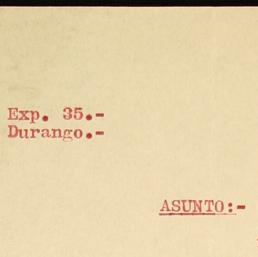 Exp. 35.-
Durango.-
ASUNTO:-